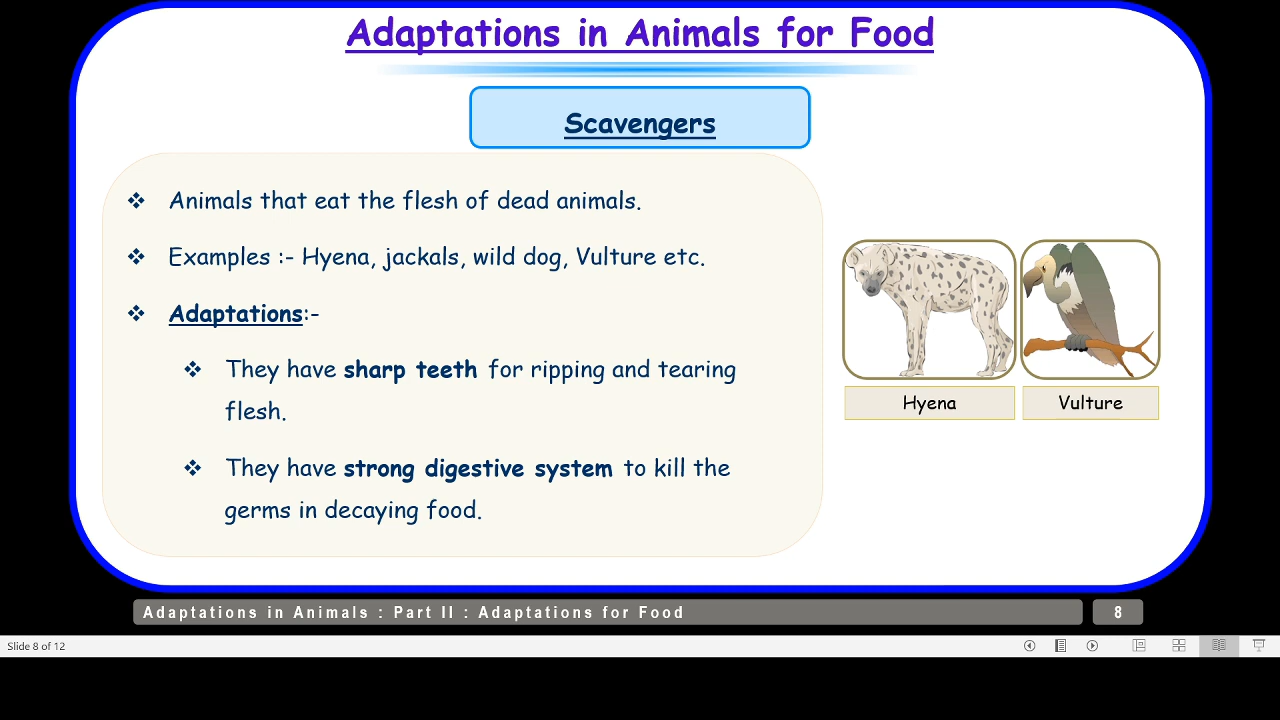 Adaptations in Animals for Food
Scavengers
Animals that eat the flesh of dead animals.
Examples :- Hyena, jackals, wild dog, Vulture etc.
Adaptations:-
They have sharp teeth for ripping and tearing
flesh.
They have strong digestive system to kill the
germs in decaying food.
Hyena
Vulture
Adaptations in Animals : Part II : Adaptations for Food
8
Slide 8 of 12